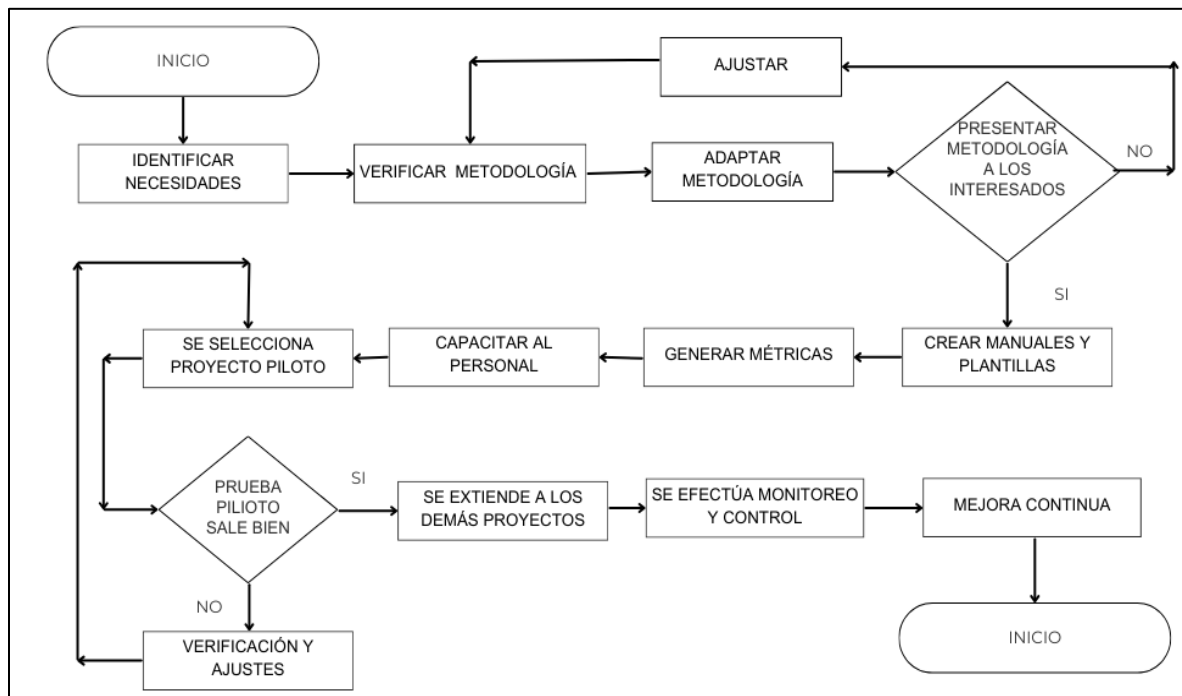 INICIO
AJUSTAR
IDENTIFICAR
NECESIDADES
VERIFICAR METODOLOGÍA
ADAPTAR
METODOLOGÍA
PRESENTAR
METODOLOGÍA
A LOS
INTERESADOS
NO
SI
CREAR MANUALES Y
PLANTILLAS
GENERAR MÉTRICAS
CAPACITAR AL
PERSONAL
SE SELECCIONA
PROYECTO PILOTO
PRUEBA
PILIOTO
SALE BIEN
SI
SE EXTIENDE A LOS
DEMÁS PROYECTOS
SE EFECTÚA MONITOREO
Y CONTROL
MEJORA CONTINUA
NO
VERIFICACIÓN Y
AJUSTES
INICIO